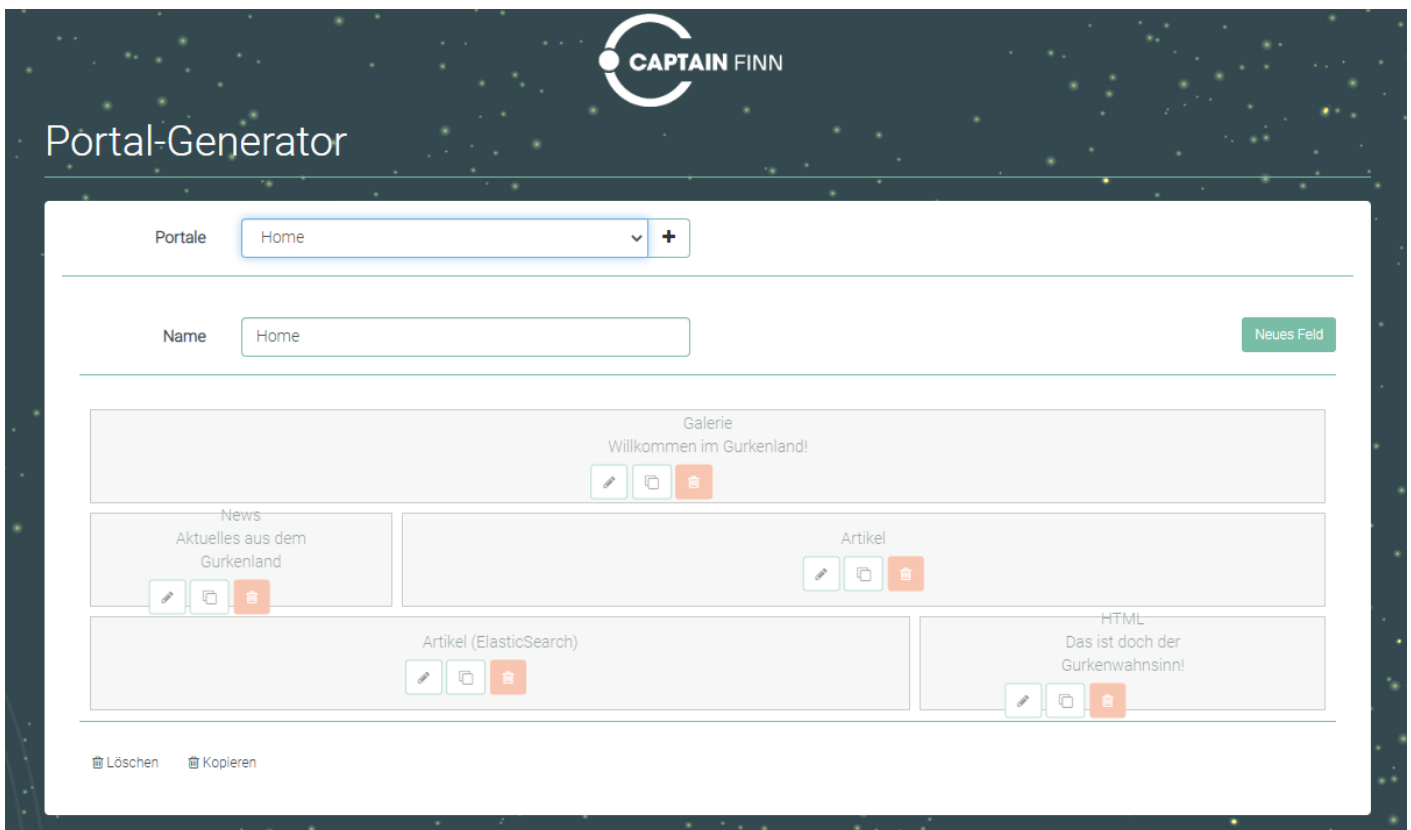 CAPTAIN FINN
Portal-Generator
Portale
Home
Name
Home
Neues Feld
Galerie
Willkommen im Gurkenland!
News
Aktuelles aus dem
Gurkenland
Artikel
Artikel (ElasticSearch)
HTML
Das ist doch der
Gurkenwahnsinn!
Löschen
Kopieren